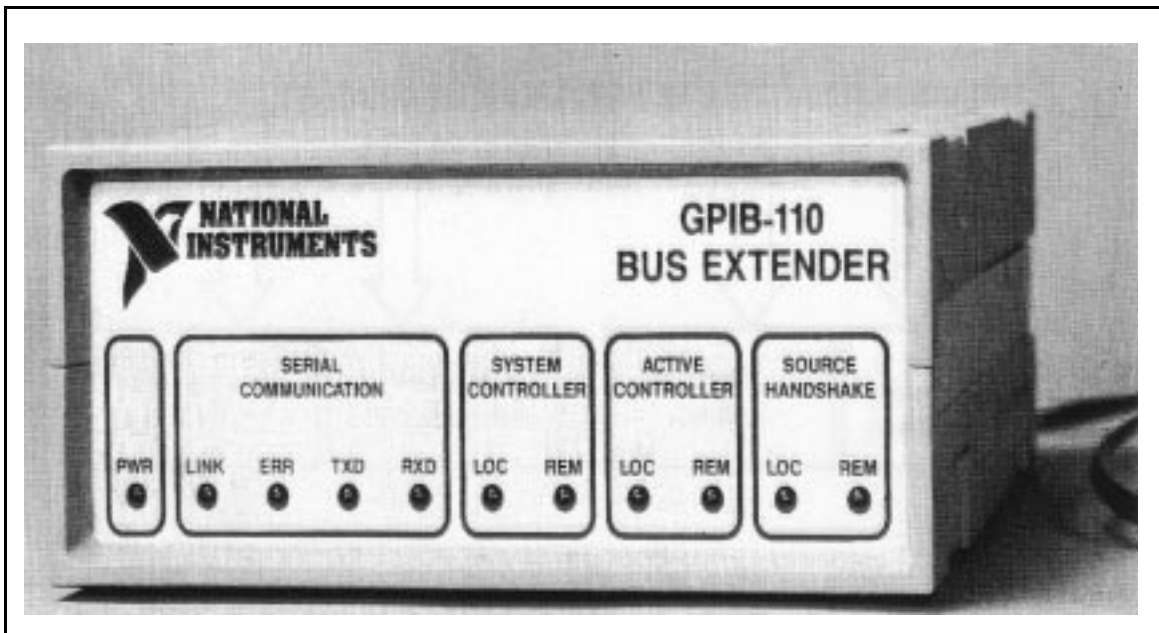 NATIONAL
INSTRUMENTS
GPIB-110
BUS EXTENDER
PWR
SERIAL
COMMUNICATION
LINK ERR TXD RXD
SYSTEM
CONTROLLER
LOC REM
ACTIVE
CONTROLLER
LOC REM
SOURCE
HANDSHAKE
LOC REM